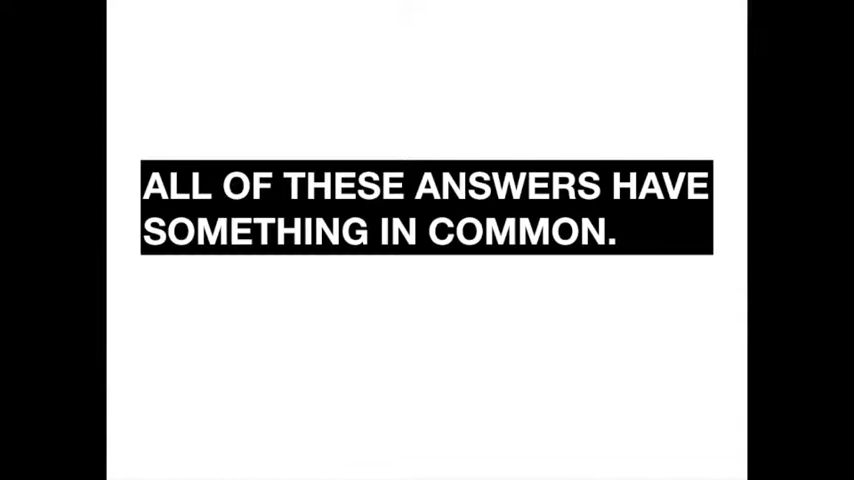 ALL OF THESE ANSWERS HAVE
SOMETHING IN COMMON.